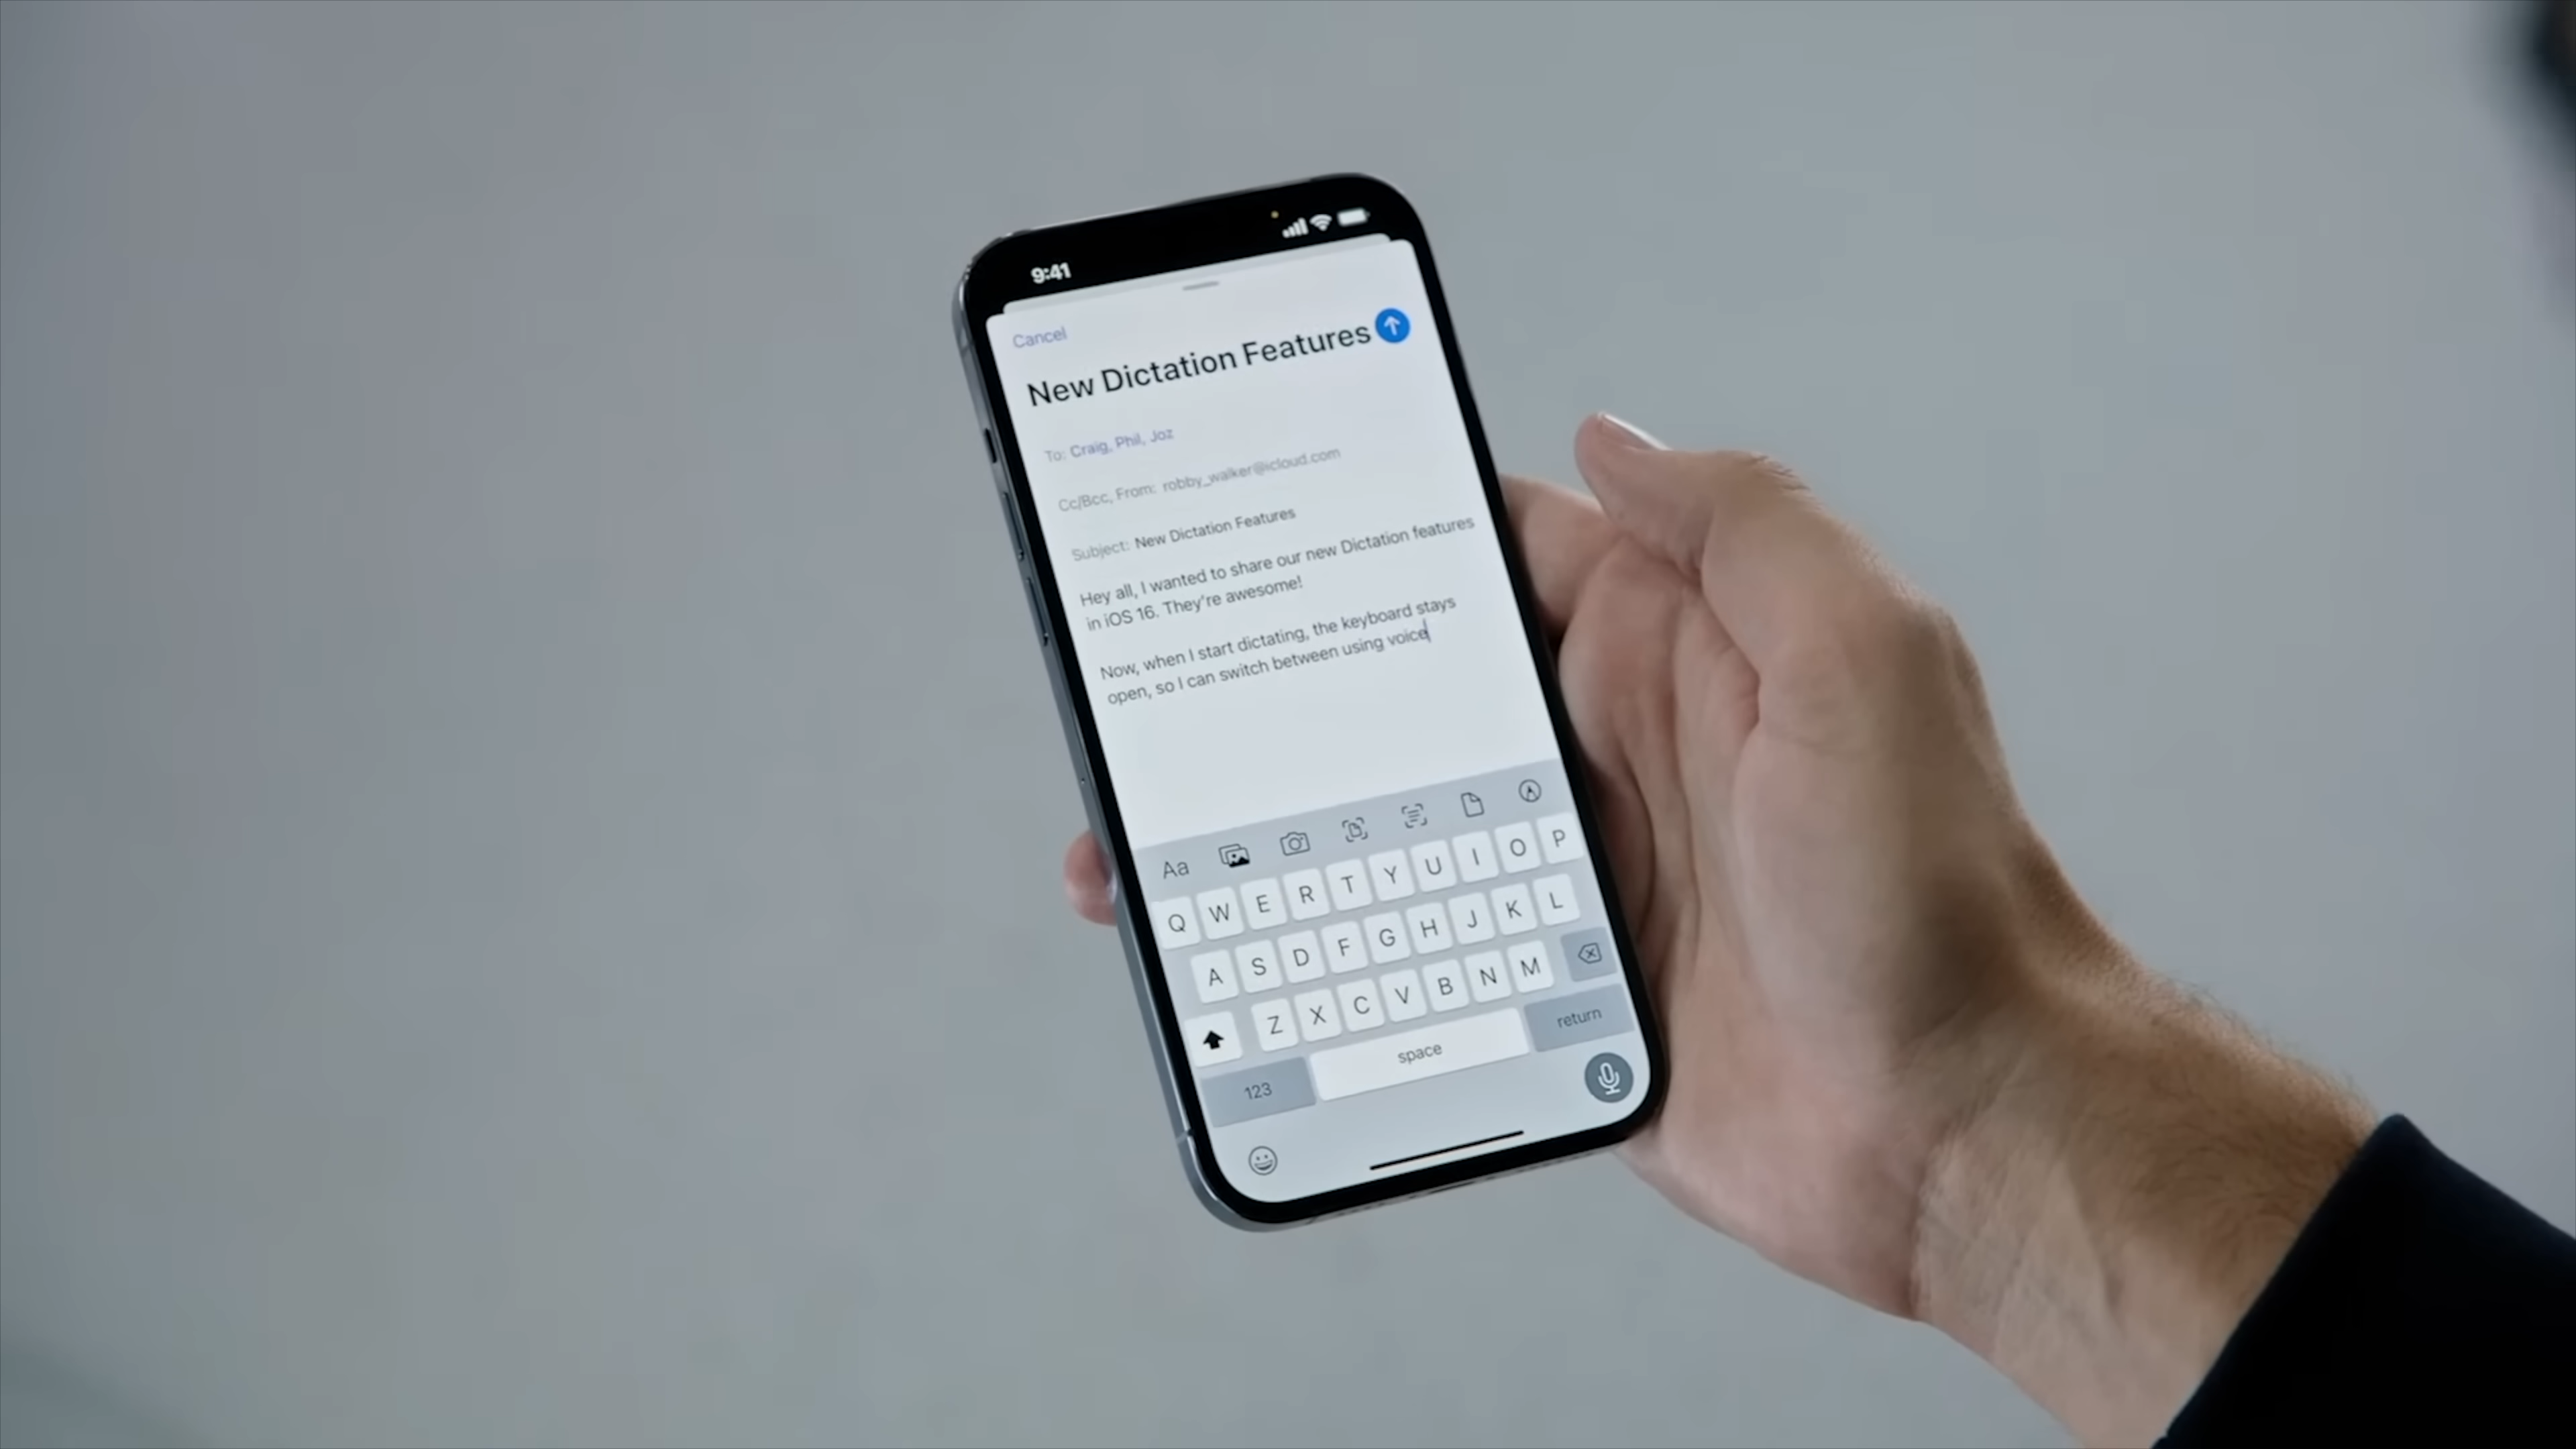 9:41
Cancel
New Dictation Features
To: Craig, Phil, Joz
Cc/Bcc, From: robby_walker@icloud.com
Subject: New Dictation Features
Hey all, I wanted to share our new Dictation features
in iOS 16. They're awesome!
Now, when I start dictating, the keyboard stays
open, so I can switch between using voice
Aa
Q W E R T Y U I O P
A S D F G H J K L
Z X C V B N M
123 space return